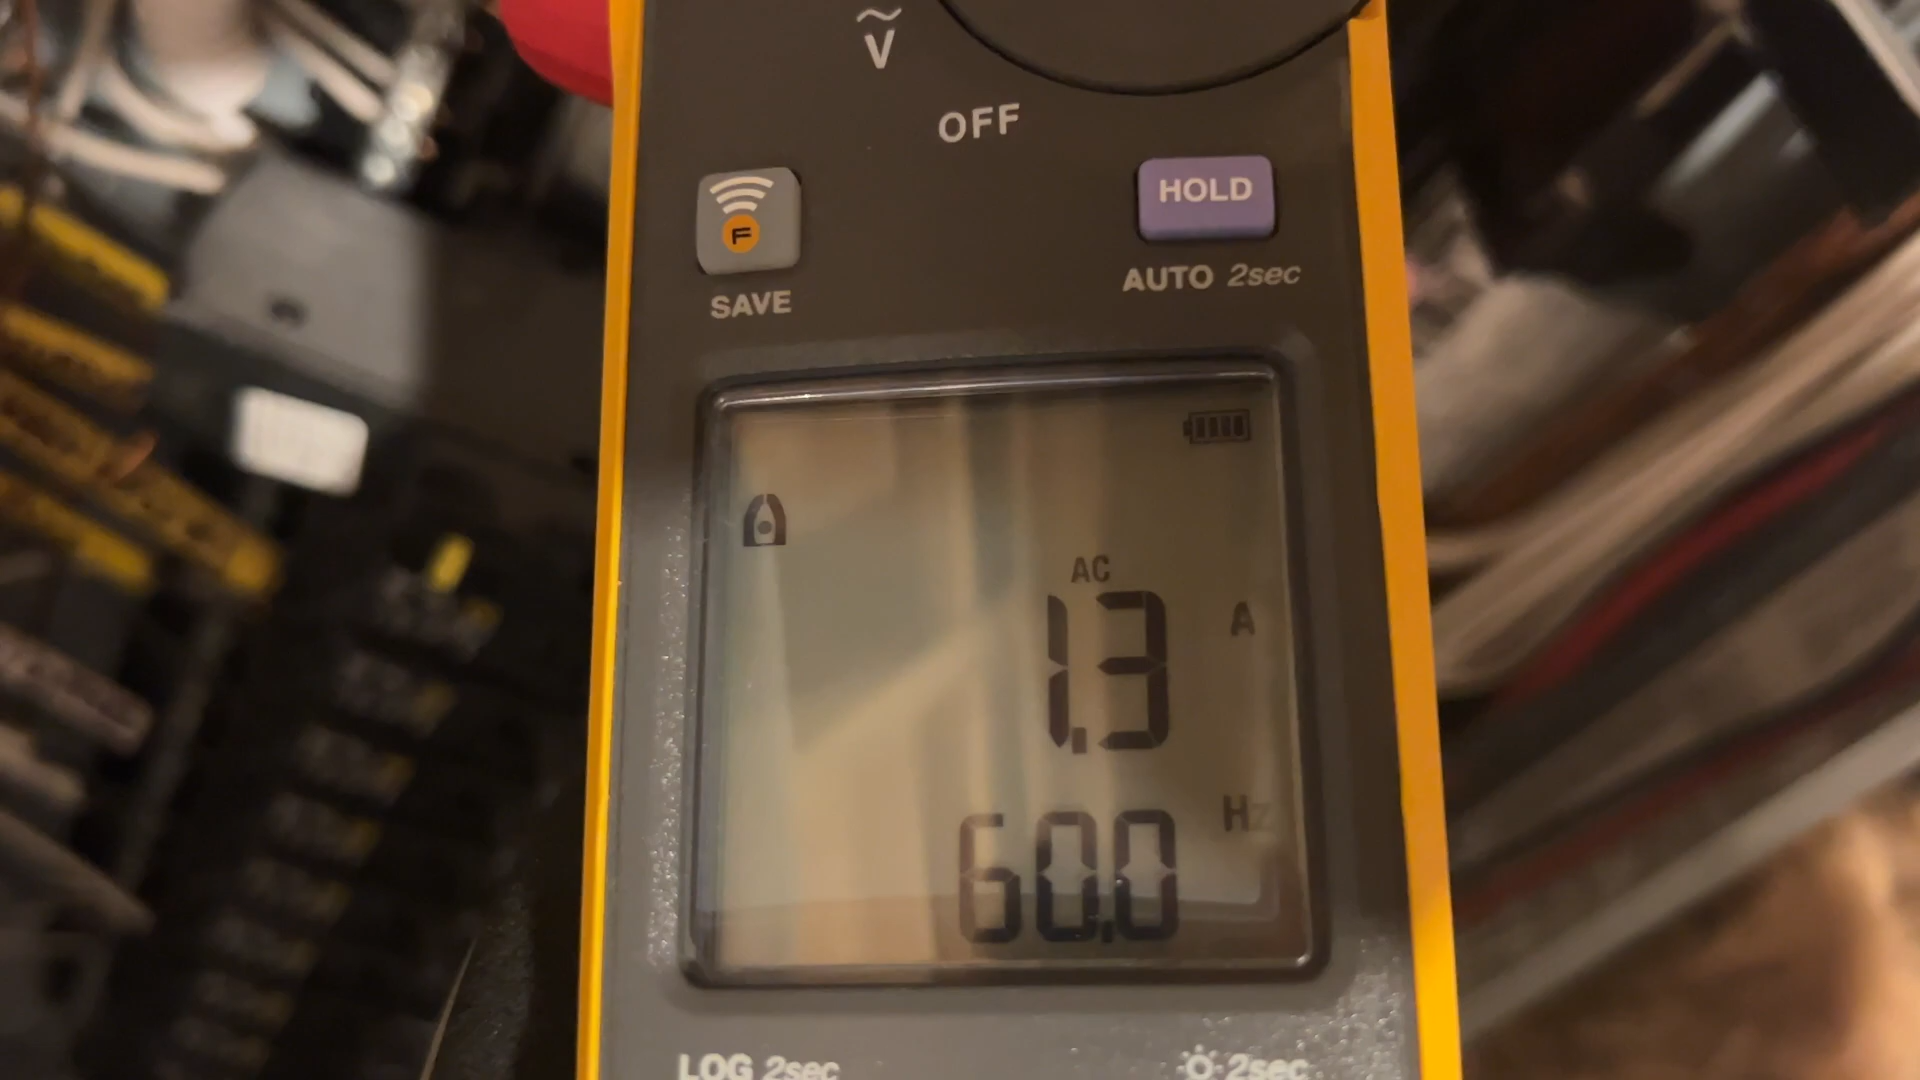 Ṽ
OFF
HOLD
F
SAVE
AUTO 2sec
AC
1.3 A
60.0 Hz
LOG 2sec
2sec